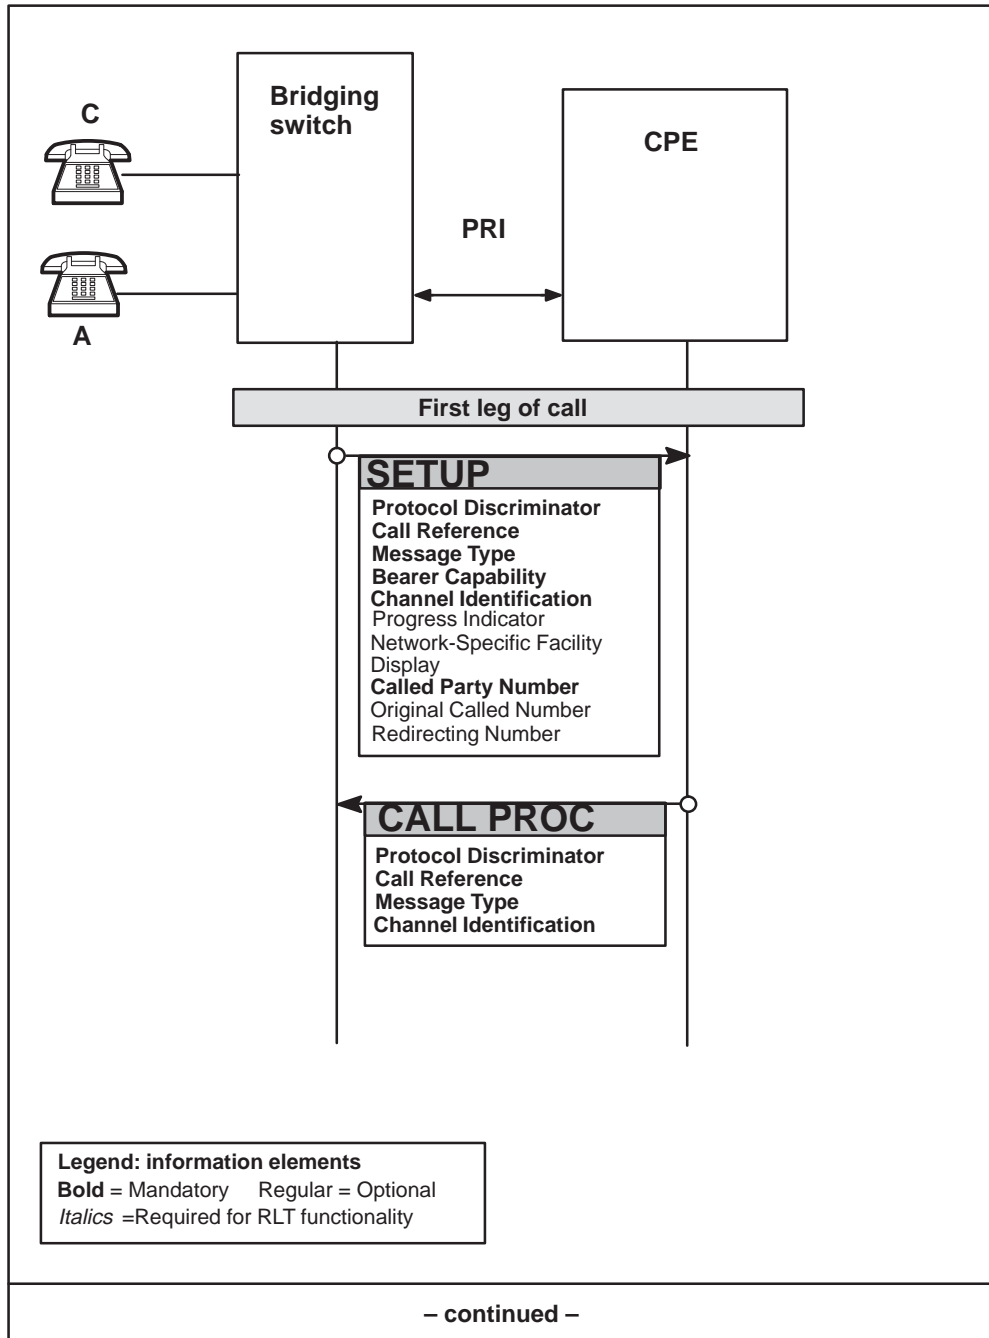 C
Bridging
switch
CPE
PRI
A
First leg of call
SETUP
Protocol Discriminator
Call Reference
Message Type
Bearer Capability
Channel Identification
Progress Indicator
Network-Specific Facility
Display
Called Party Number
Original Called Number
Redirecting Number
CALL PROC
Protocol Discriminator
Call Reference
Message Type
Channel Identification
Legend: information elements
Bold = Mandatory Regular = Optional
Italics =Required for RLT functionality
– continued –